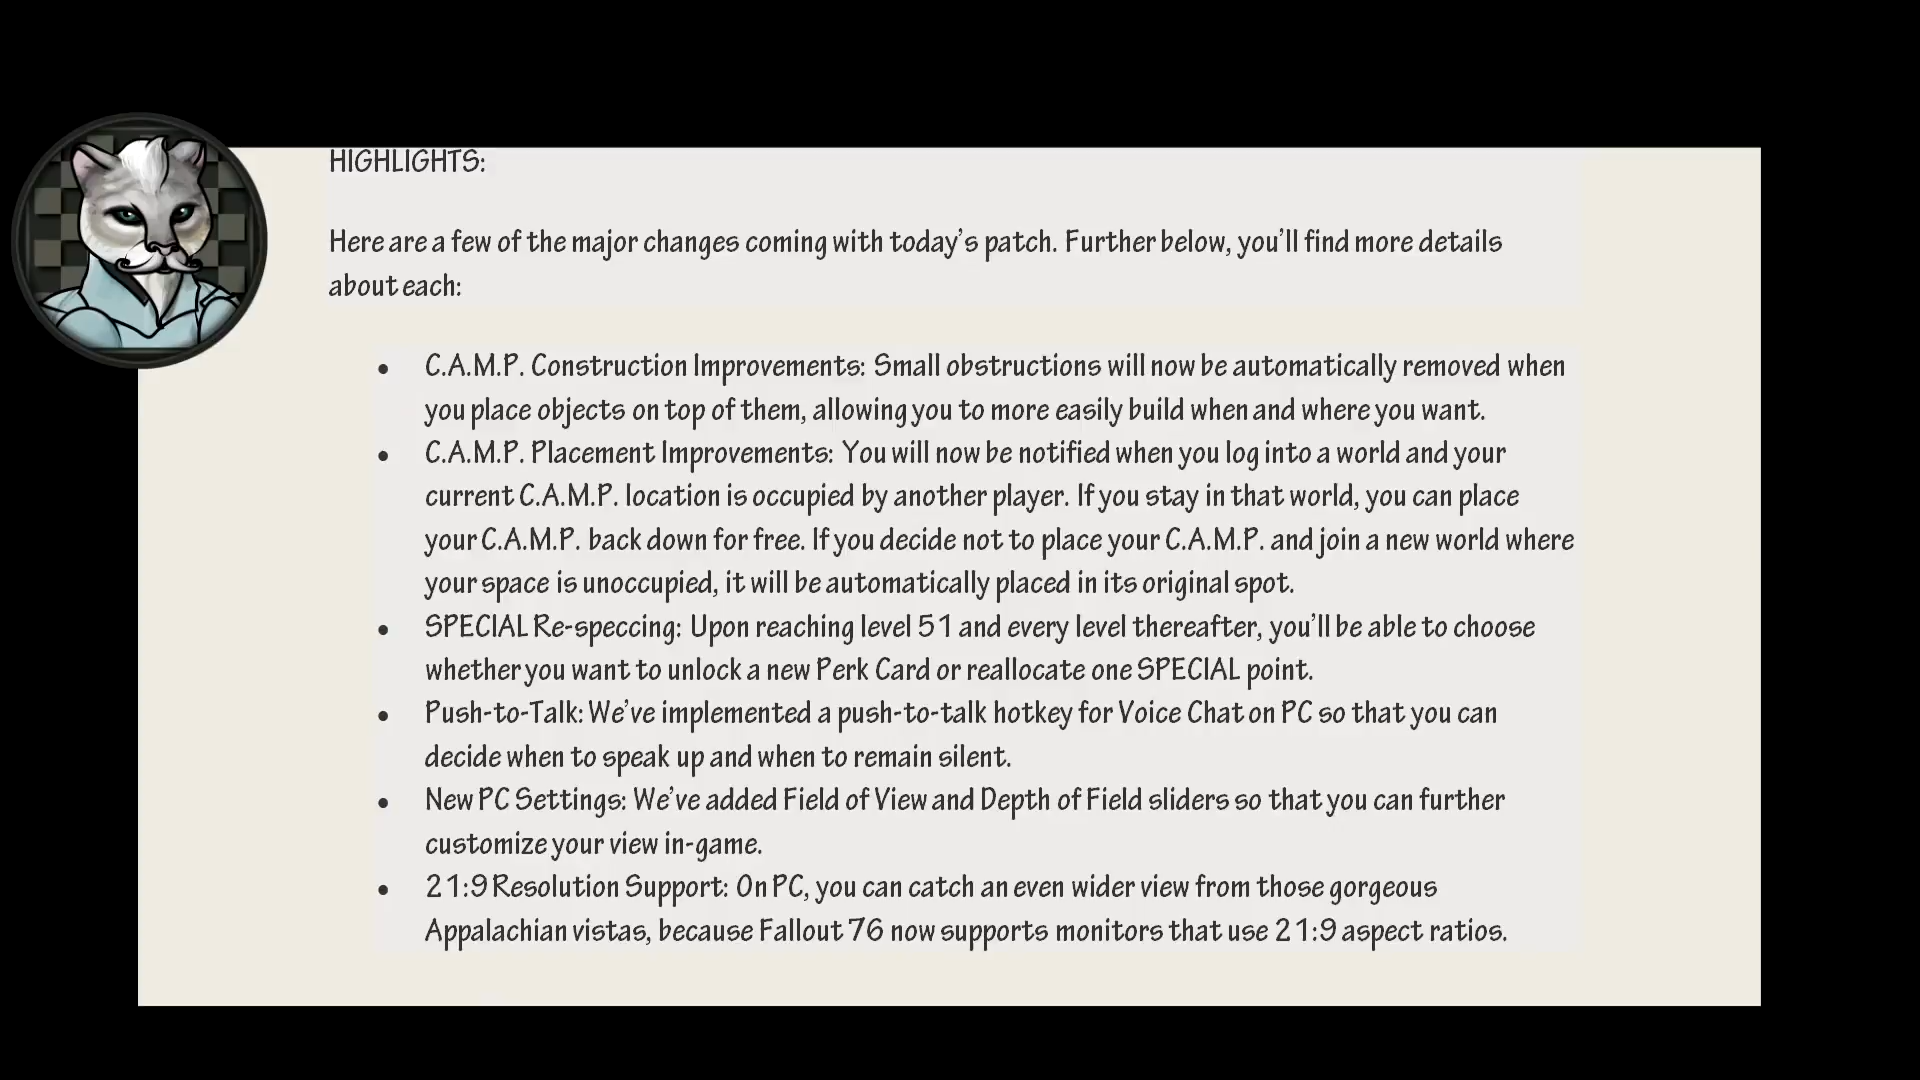 HIGHLIGHTS:
Here are a few of the major changes coming with today's patch. Further below, you'll find more details
about each:
• C.A.M.P. Construction Improvements: Small obstructions will now be automatically removed when
you place objects on top of them, allowing you to more easily build when and where you want.
• C.A.M.P. Placement Improvements: You will now be notified when you log into a world and your
current C.A.M.P. location is occupied by another player. If you stay in that world, you can place
your C.A.M.P. back down for free. If you decide not to place your C.A.M.P. and join a new world where
your space is unoccupied, it will be automatically placed in its original spot.
• SPECIAL Re-speccing: Upon reaching level 51 and every level thereafter, you'll be able to choose
whether you want to unlock a new Perk Card or reallocate one SPECIAL point.
• Push-to-Talk: We've implemented a push-to-talk hotkey for Voice Chat on PC so that you can
decide when to speak up and when to remain silent.
• New PC Settings: We've added Field of View and Depth of Field sliders so that you can further
customize your view in-game.
• 21:9 Resolution Support: On PC, you can catch an even wider view from those gorgeous
Appalachian vistas, because Fallout 76 now supports monitors that use 21:9 aspect ratios.